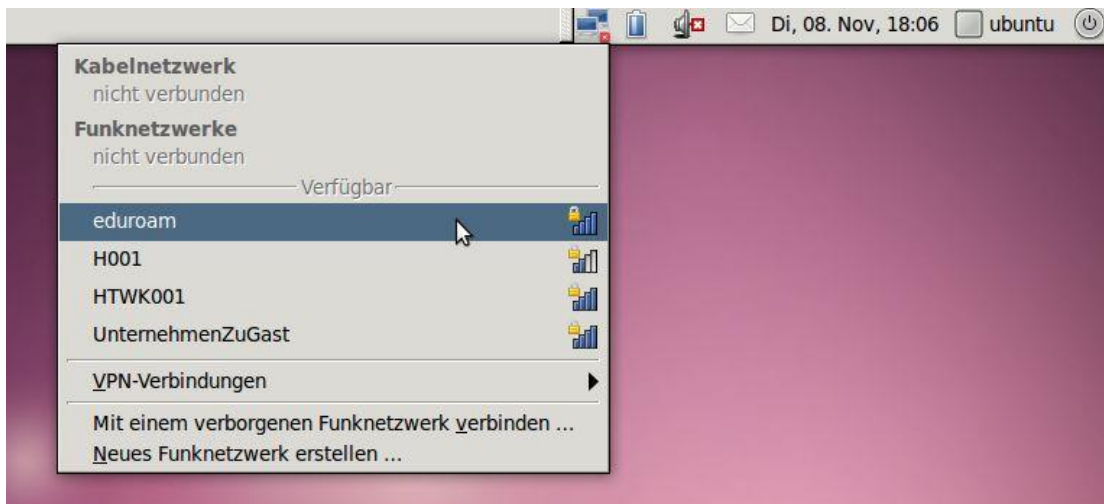 Di, 08. Nov, 18:06 ubuntu
Kabelnetzwerk
nicht verbunden
Funknetzwerke
nicht verbunden
Verfügbar
eduroam
H001
HTWK001
UnternehmenZuGast
VPN-Verbindungen
Mit einem verborgenen Funknetzwerk verbinden ...
Neues Funknetzwerk erstellen ...